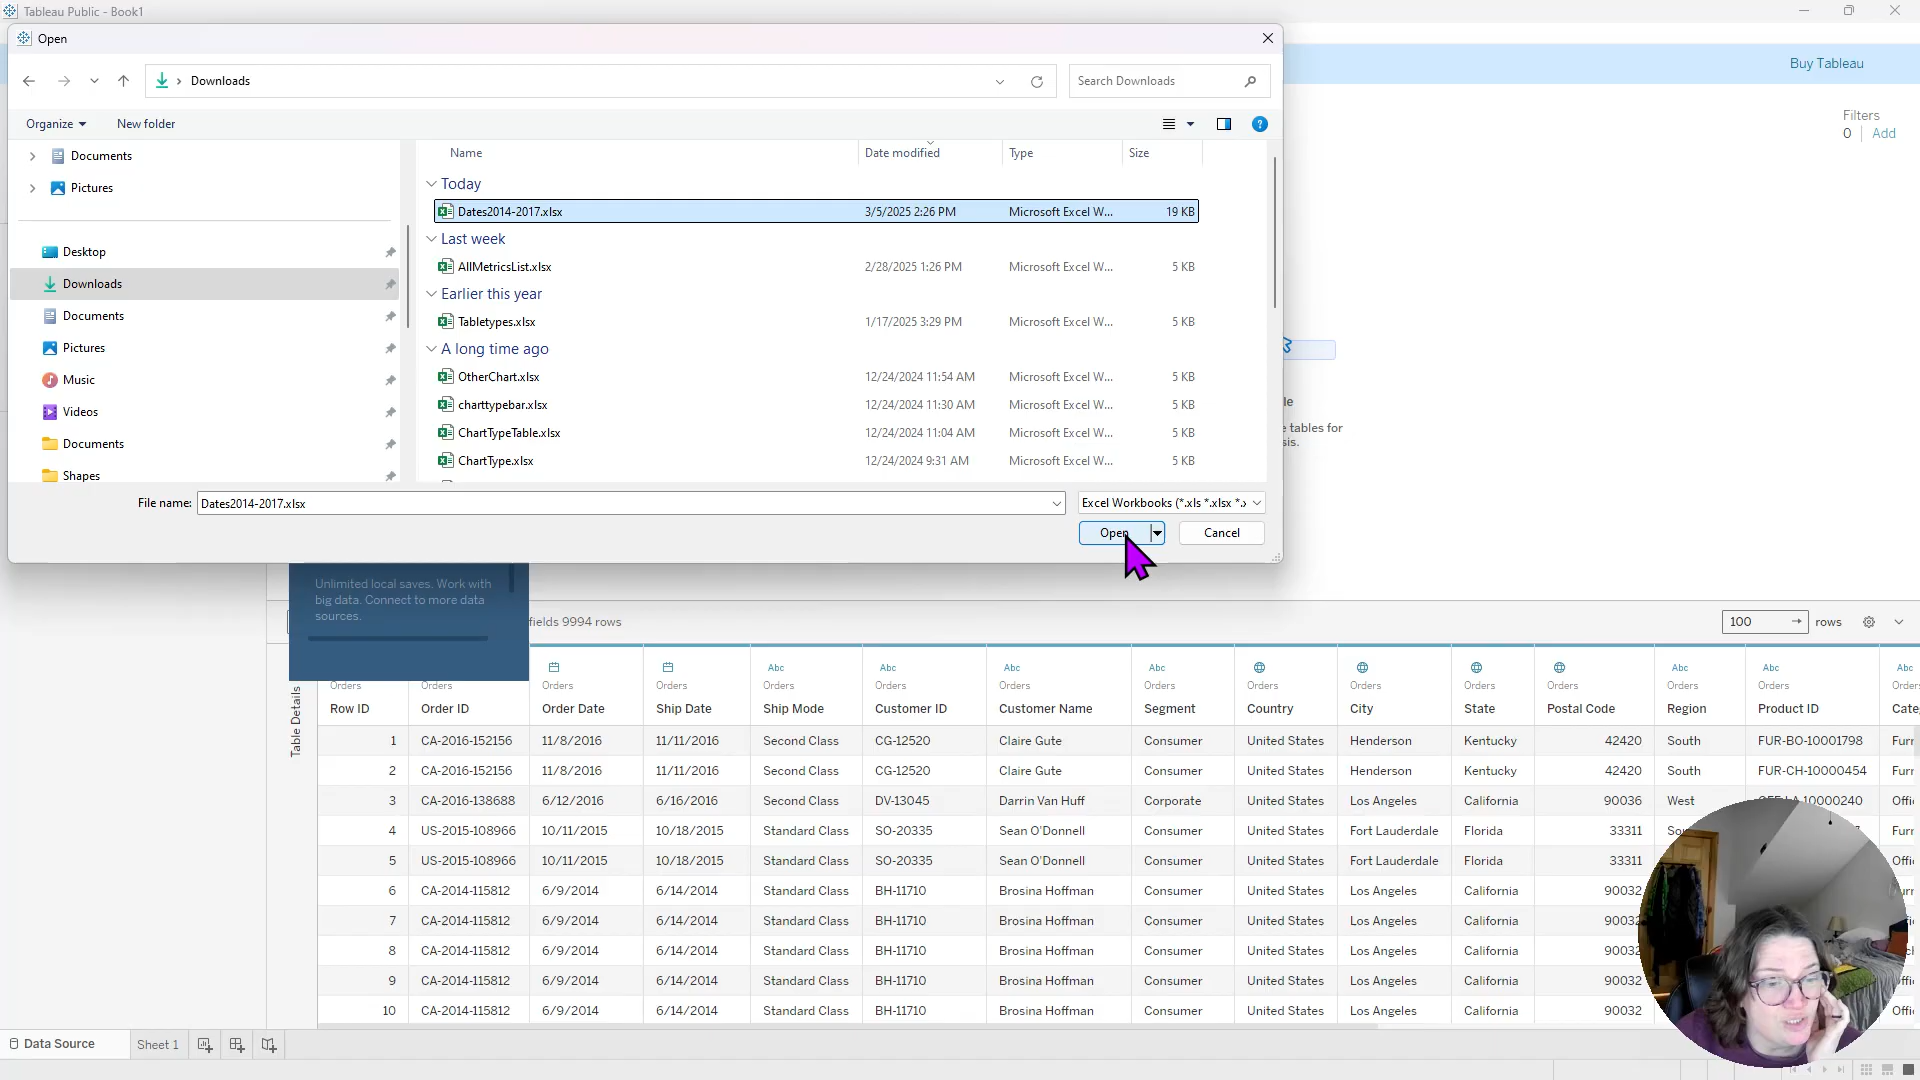 Tableau Public - Book1
Open
Buy Tableau
Downloads
Search Downloads
Filters
0 Add
Organize
New folder
Name Date modified Type Size
Documents
Pictures
Desktop
Downloads
Documents
Pictures
Music
Videos
Documents
Shapes
Today
Dates2014-2017.xlsx 3/5/2025 2:26 PM Microsoft Excel W... 19 KB
Last week
AllMetricsList.xlsx 2/28/2025 1:26 PM Microsoft Excel W... 5 KB
Earlier this year
Tabletypes.xlsx 1/17/2025 3:29 PM Microsoft Excel W... 5 KB
A long time ago
OtherChart.xlsx 12/24/2024 11:54 AM Microsoft Excel W... 5 KB
charttypebar.xlsx 12/24/2024 11:30 AM Microsoft Excel W... 5 KB
ChartTypeTable.xlsx 12/24/2024 11:04 AM Microsoft Excel W... 5 KB
ChartType.xlsx 12/24/2024 9:31 AM Microsoft Excel W... 5 KB
tables for
File name: Dates2014-2017.xlsx Excel Workbooks (*.xls *.xlsx *.
Open Cancel
Unlimited local saves. Work with
big data. Connect to more data
sources.
fields 9994 rows
100 rows
Table Details
Abc Abc Abc Abc Abc Abc Abc
Orders Orders Orders Orders Orders Orders Orders Orders Orders Orders Orders Orders Orders Orders
Row ID Order ID Order Date Ship Date Ship Mode Customer ID Customer Name Segment Country City State Postal Code Region Product ID
1 CA-2016-152156 11/8/2016 11/11/2016 Second Class CG-12520 Claire Gute Consumer United States Henderson Kentucky 42420 South FUR-BO-10001798
2 CA-2016-152156 11/8/2016 11/11/2016 Second Class CG-12520 Claire Gute Consumer United States Henderson Kentucky 42420 South FUR-CH-10000454
3 CA-2016-138688 6/12/2016 6/16/2016 Second Class DV-13045 Darrin Van Huff Corporate United States Los Angeles California 90036 West
4 US-2015-108966 10/11/2015 10/18/2015 Standard Class SO-20335 Sean O'Donnell Consumer United States Fort Lauderdale Florida 33311
5 US-2015-108966 10/11/2015 10/18/2015 Standard Class SO-20335 Sean O'Donnell Consumer United States Fort Lauderdale Florida 33311
6 CA-2014-115812 6/9/2014 6/14/2014 Standard Class BH-11710 Brosina Hoffman Consumer United States Los Angeles California 90032
7 CA-2014-115812 6/9/2014 6/14/2014 Standard Class BH-11710 Brosina Hoffman Consumer United States Los Angeles California 90032
8 CA-2014-115812 6/9/2014 6/14/2014 Standard Class BH-11710 Brosina Hoffman Consumer United States Los Angeles California 90032
9 CA-2014-115812 6/9/2014 6/14/2014 Standard Class BH-11710 Brosina Hoffman Consumer United States Los Angeles California 90032
10 CA-2014-115812 6/9/2014 6/14/2014 Standard Class BH-11710 Brosina Hoffman Consumer United States Los Angeles California 90032
Data Source Sheet 1